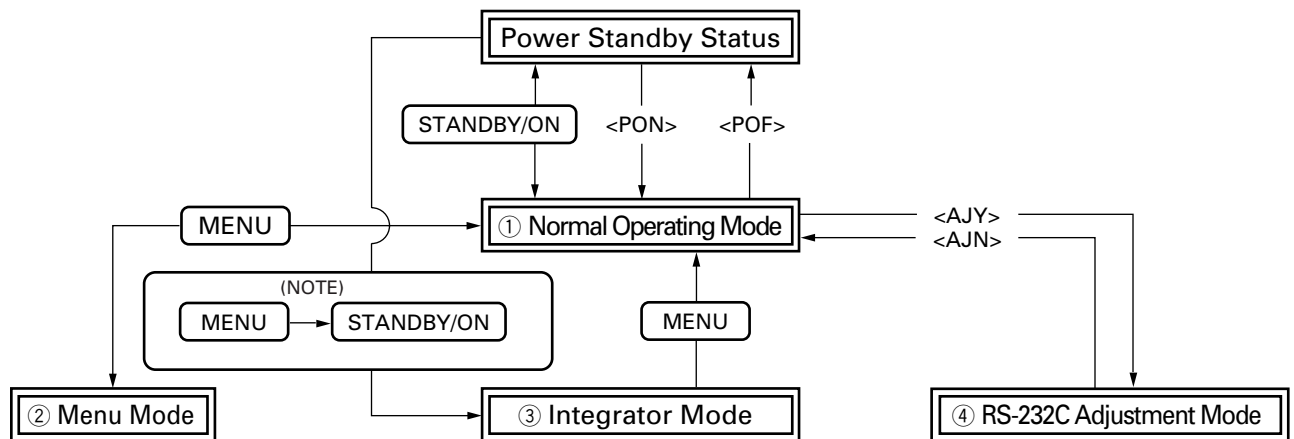 Power Standby Status
STANDBY/ON
<PON>
<POF>
MENU
① Normal Operating Mode
<AJY>
<AJN>
(NOTE)
MENU
STANDBY/ON
MENU
② Menu Mode
③ Integrator Mode
④ RS-232C Adjustment Mode